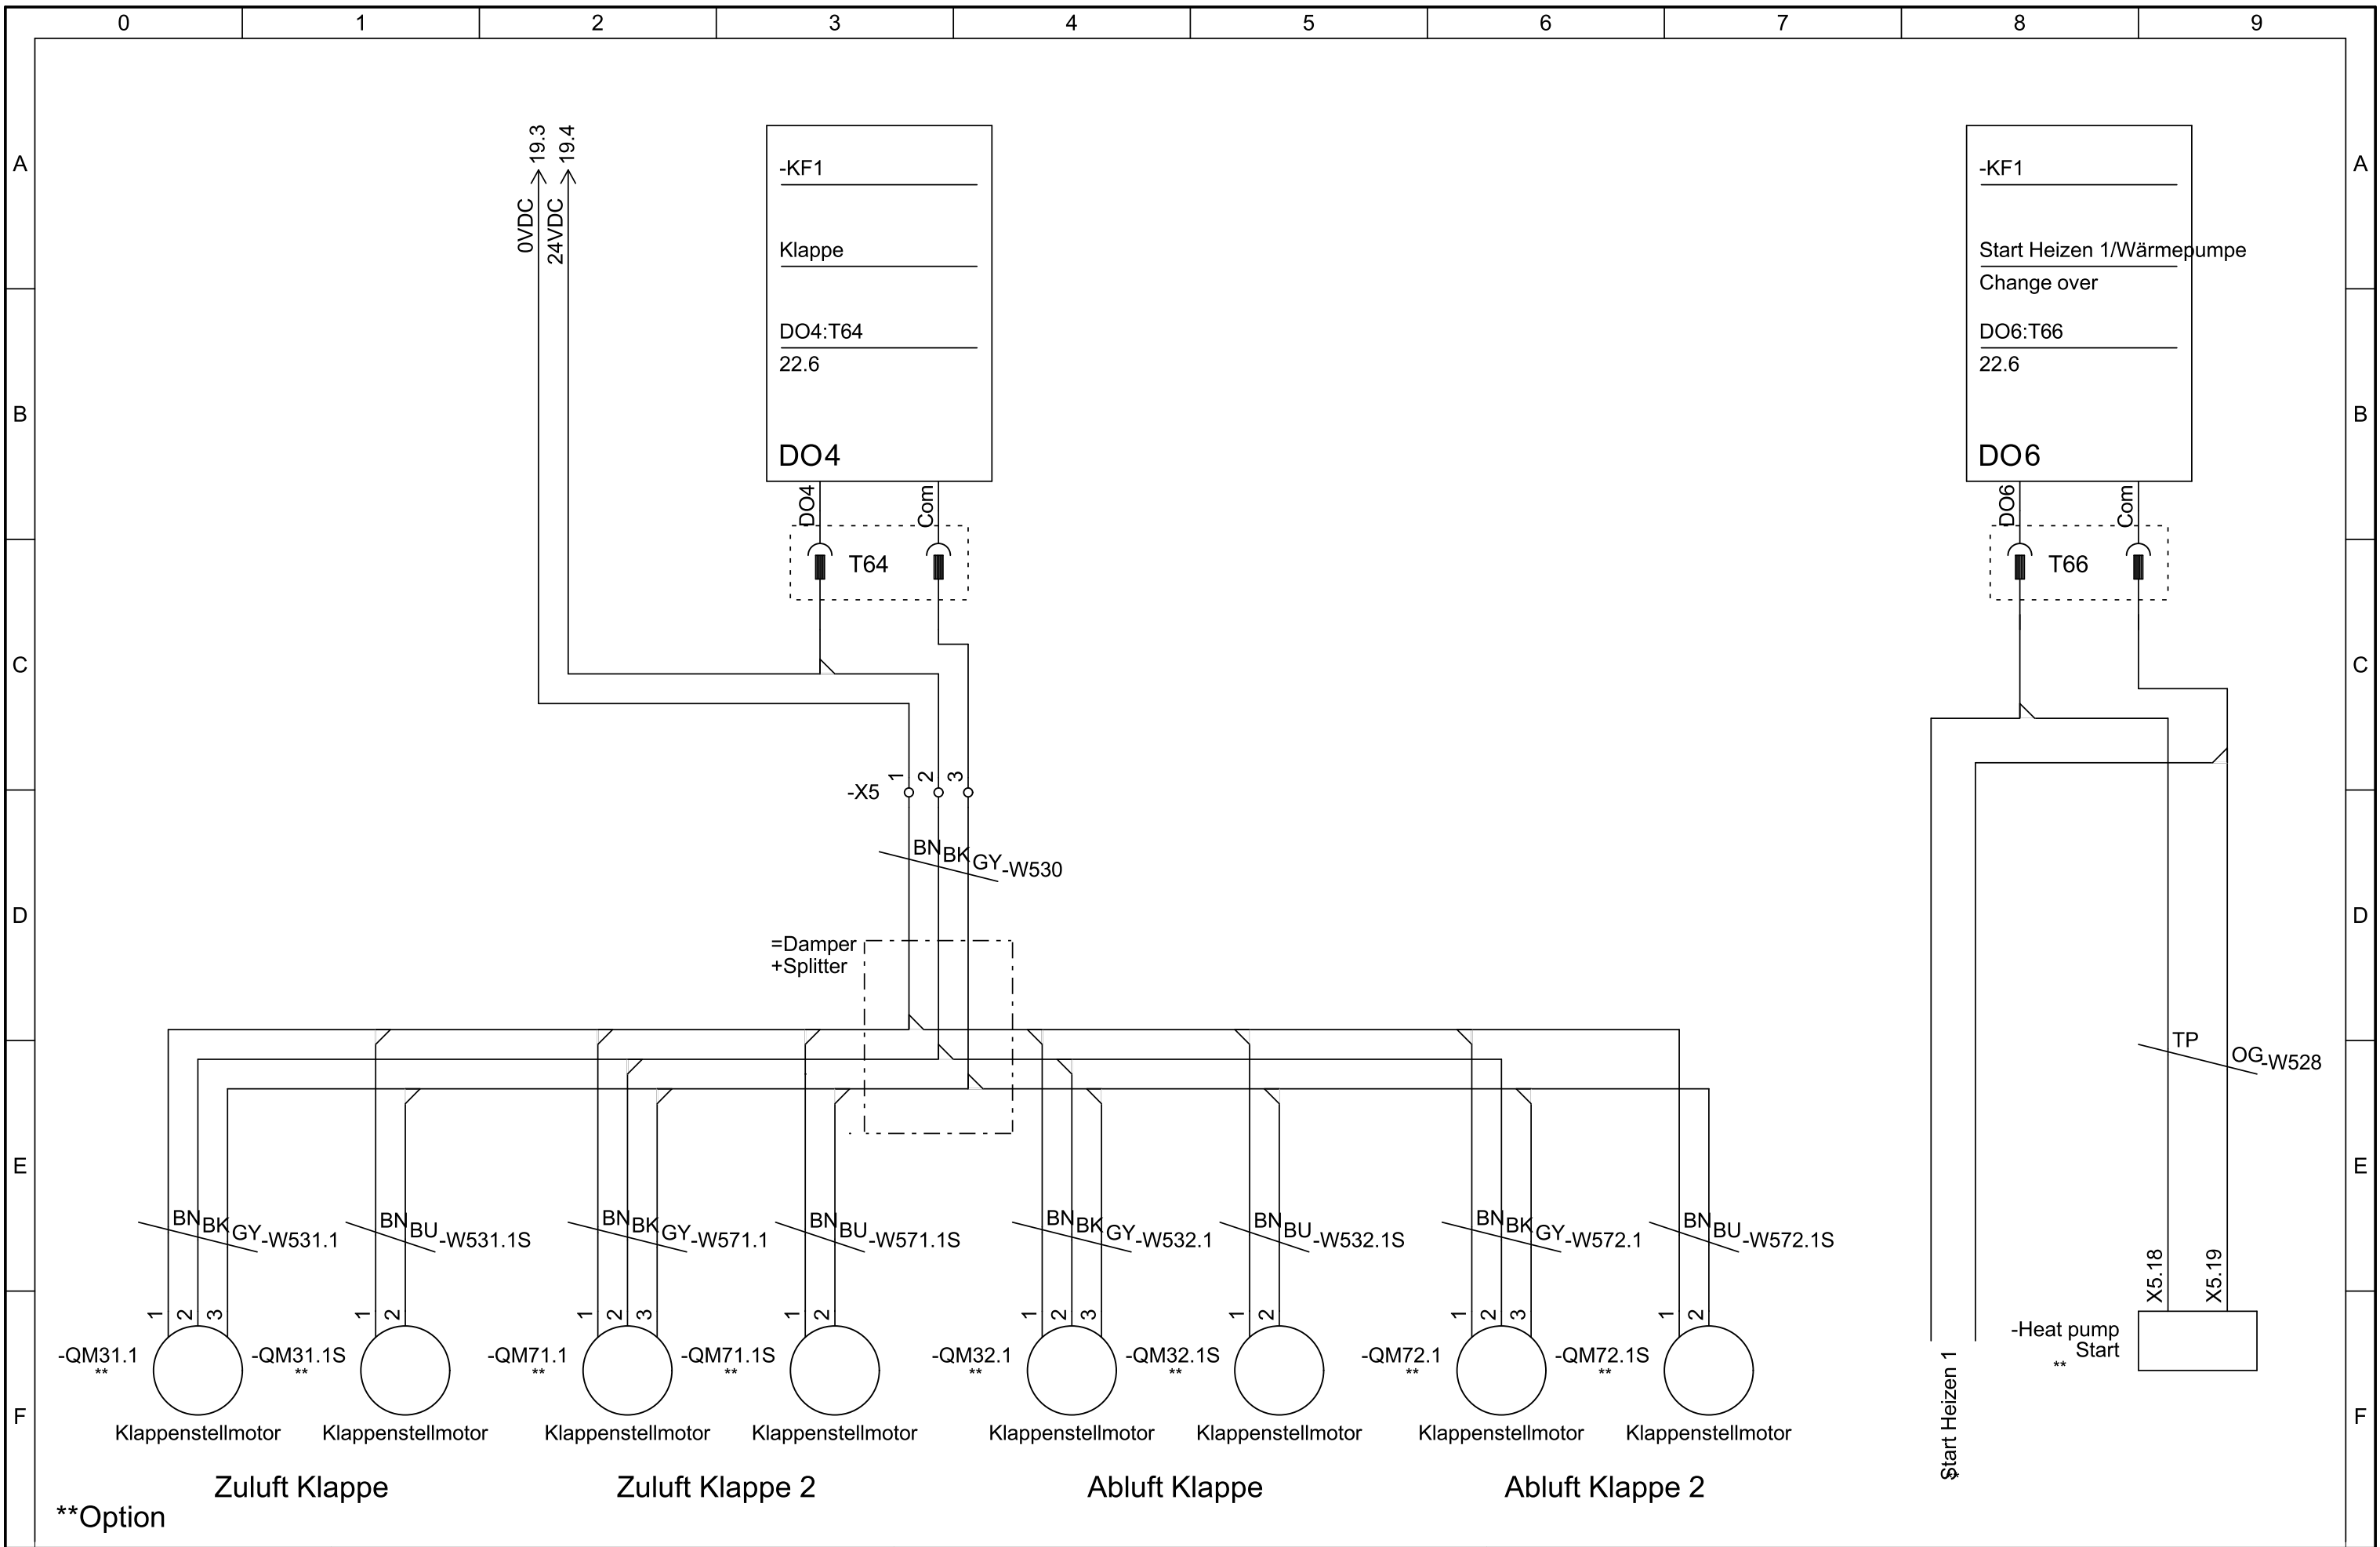 0 1 2 3 4 5 6 7 8 9
A A
B B
C C
D D
E E
F F
0VDC 19.3
24VDC 19.4
-KF1
Klappe
DO4:T64
22.6
DO4
DO4 Com
T64
-KF1
Start Heizen 1/Wärmepumpe
Change over
DO6:T66
22.6
DO6
DO6 Com
T66
-X5 1 2 3
BN BK GY -W530
=Damper
+Splitter
TP OG -W528
BN BK GY -W531.1
BN BU -W531.1S
BN BK GY -W571.1
BN BU -W571.1S
BN BK GY -W532.1
BN BU -W532.1S
BN BK GY -W572.1
BN BU -W572.1S
X5.18 X5.19
1 2 3
1 2
1 2 3
1 2
1 2 3
1 2
1 2 3
1 2
-QM31.1
**
-QM31.1S
**
-QM71.1
**
-QM71.1S
**
-QM32.1
**
-QM32.1S
**
-QM72.1
**
-QM72.1S
**
-Heat pump
Start
**
Start Heizen 1
**
Klappenstellmotor
Klappenstellmotor
Klappenstellmotor
Klappenstellmotor
Klappenstellmotor
Klappenstellmotor
Klappenstellmotor
Klappenstellmotor
Zuluft Klappe
Zuluft Klappe 2
Abluft Klappe
Abluft Klappe 2
**Option